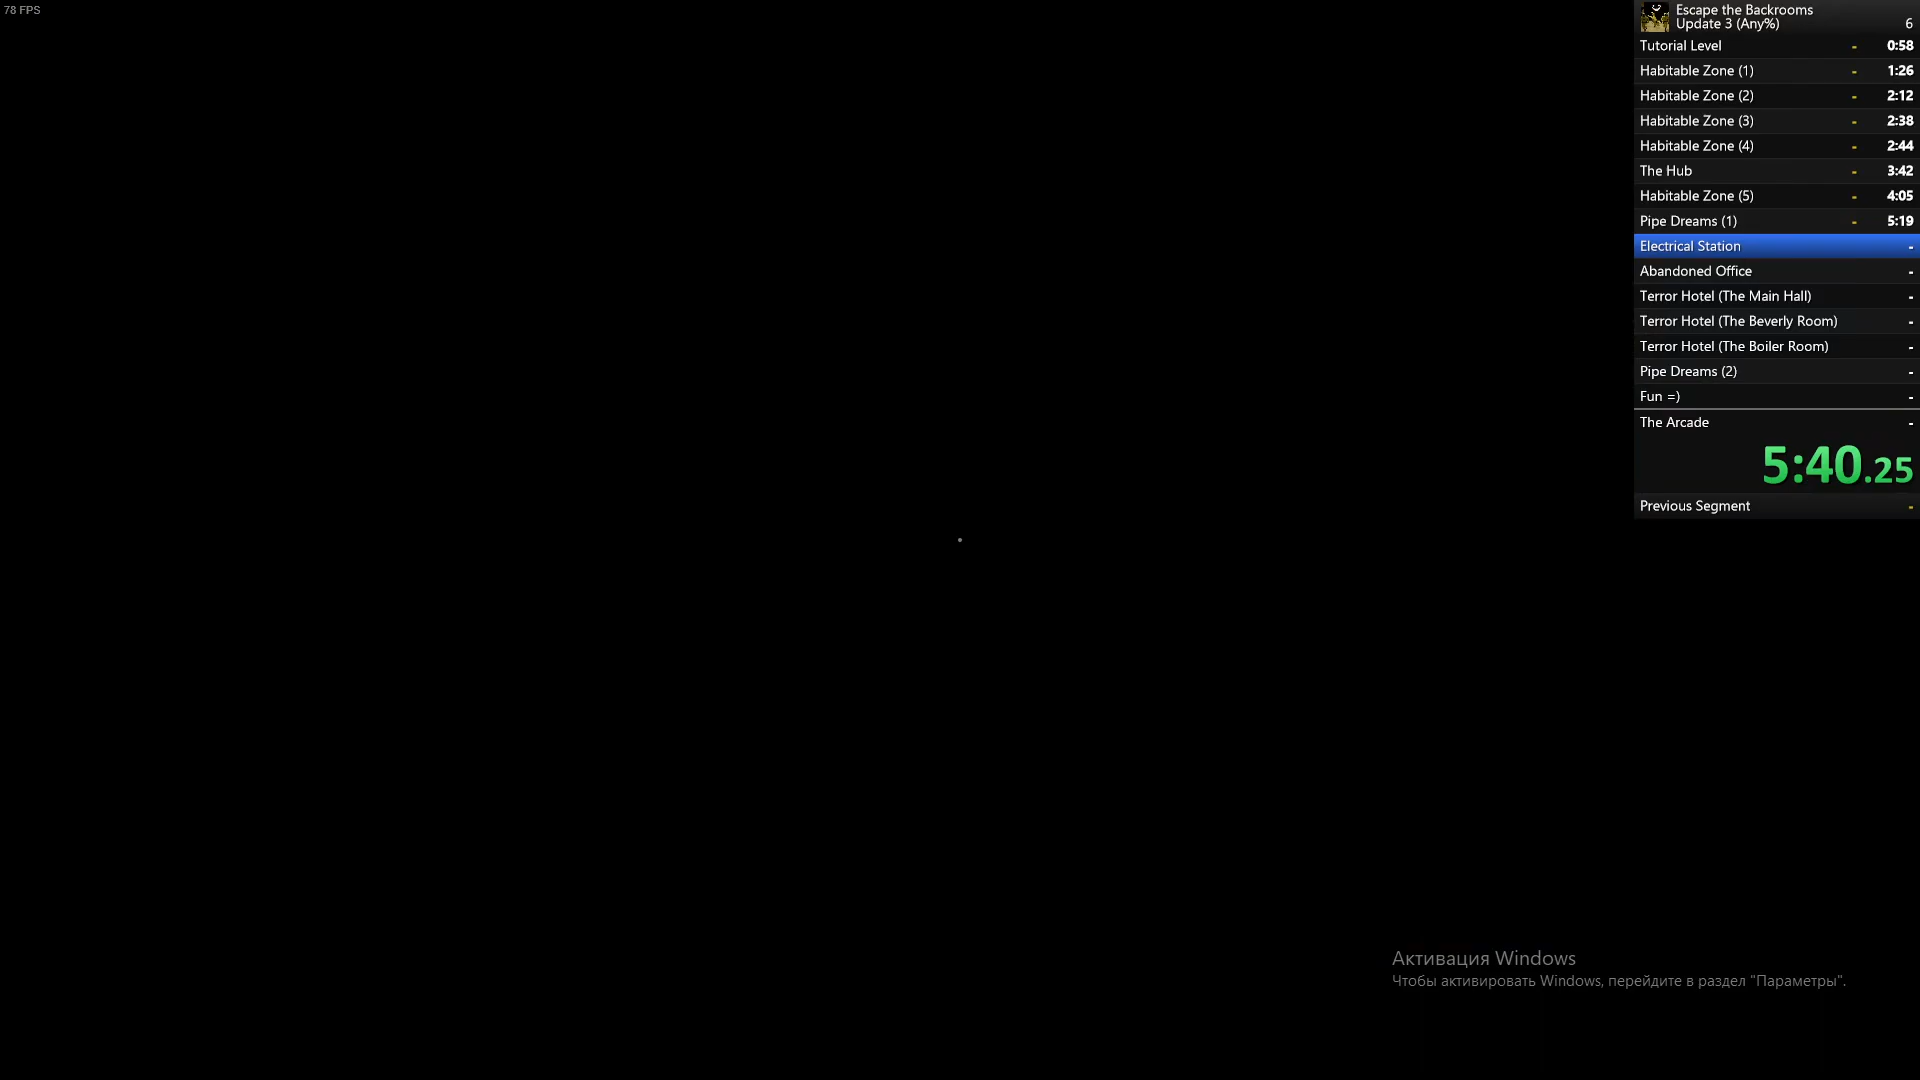 78 FPS
Escape the Backrooms
Update 3 (Any%) 6
Tutorial Level - 0:58
Habitable Zone (1) - 1:26
Habitable Zone (2) - 2:12
Habitable Zone (3) - 2:38
Habitable Zone (4) - 2:44
The Hub - 3:42
Habitable Zone (5) - 4:05
Pipe Dreams (1) - 5:19
Electrical Station -
Abandoned Office -
Terror Hotel (The Main Hall) -
Terror Hotel (The Beverly Room) -
Terror Hotel (The Boiler Room) -
Pipe Dreams (2) -
Fun =) -
The Arcade -
5:40.25
Previous Segment -
Активация Windows
Чтобы активировать Windows, перейдите в раздел "Параметры".